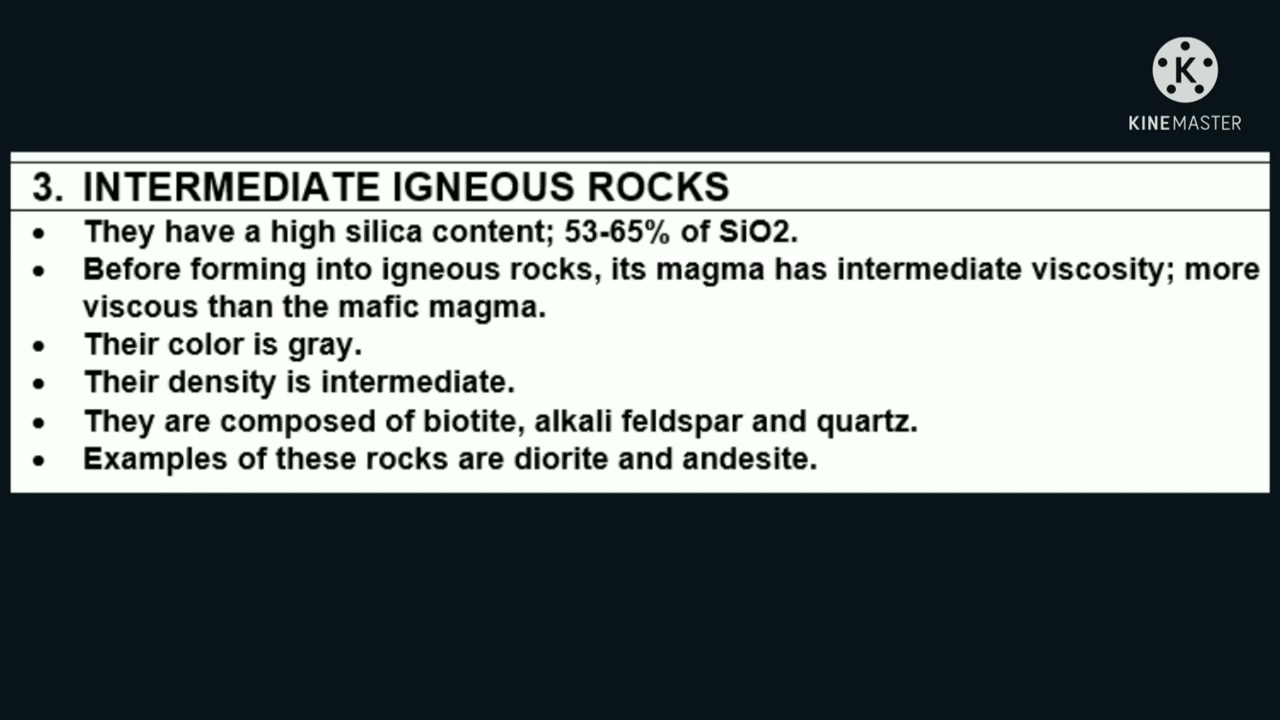 K
KINEMASTER
3. INTERMEDIATE IGNEOUS ROCKS
• They have a high silica content; 53-65% of SiO2.
• Before forming into igneous rocks, its magma has intermediate viscosity; more
viscous than the mafic magma.
• Their color is gray.
• Their density is intermediate.
• They are composed of biotite, alkali feldspar and quartz.
• Examples of these rocks are diorite and andesite.